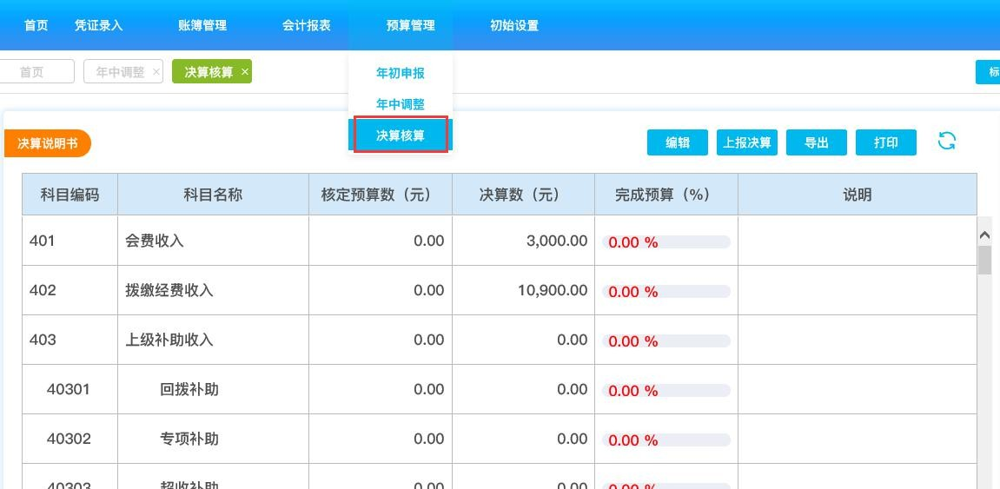 首页 凭证录入 账簿管理 会计报表 预算管理 初始设置
首页 年中调整 × 决算核算 × 标
年初申报
年中调整
决算核算
决算说明书 编辑 上报决算 导出 打印
科目编码 科目名称 核定预算数（元） 决算数（元） 完成预算（%） 说明
401 会费收入 0.00 3,000.00 0.00 %
402 拨缴经费收入 0.00 10,900.00 0.00 %
403 上级补助收入 0.00 0.00 0.00 %
40301 回拨补助 0.00 0.00 0.00 %
40302 专项补助 0.00 0.00 0.00 %
40303 超收补助 0.00 0.00 0.00 %